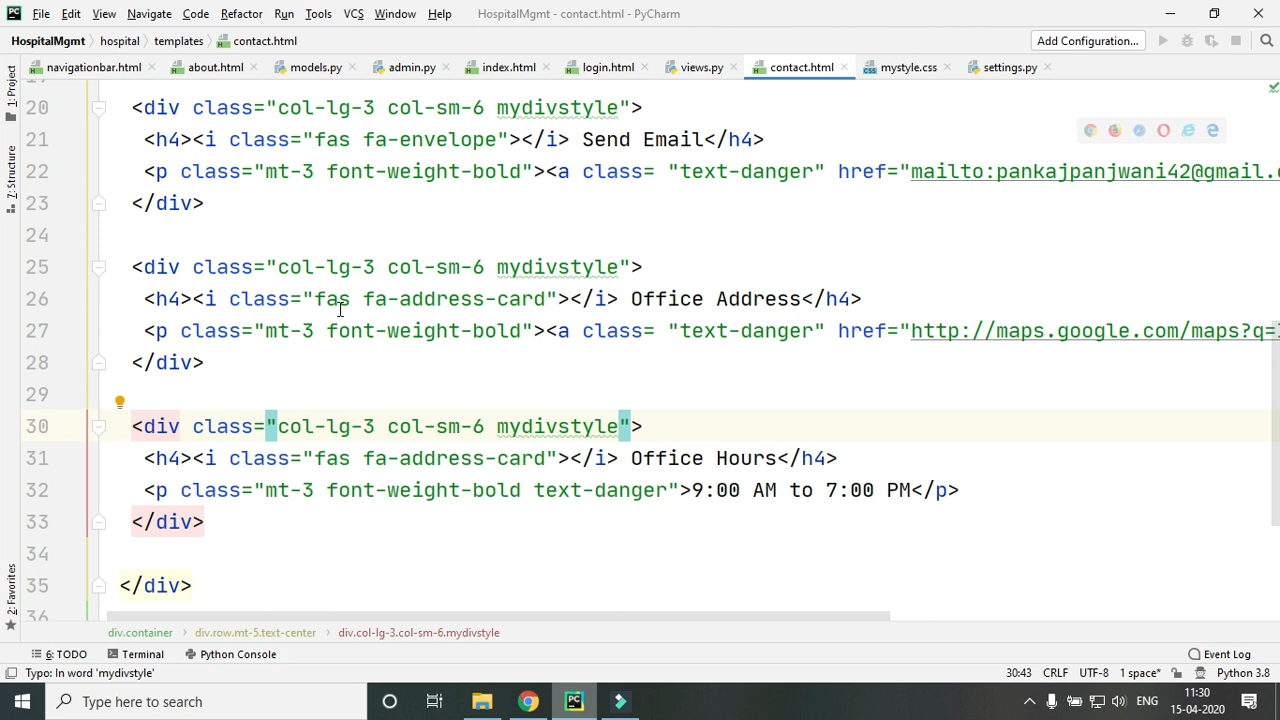 PC File Edit View Navigate Code Refactor Run Tools VCS Window Help HospitalMgmt - contact.html - PyCharm
HospitalMgmt hospital templates contact.html Add Configuration...
navigationbar.html about.html models.py admin.py index.html login.html views.py contact.html mystyle.css settings.py
1: Project
7: Structure
2: Favorites
20 <div class="col-lg-3 col-sm-6 mydivstyle">
21 <h4><i class="fas fa-envelope"></i> Send Email</h4>
22 <p class="mt-3 font-weight-bold"><a class= "text-danger" href="mailto:pankajpanjwani42@gmail.
23 </div>
24
25 <div class="col-lg-3 col-sm-6 mydivstyle">
26 <h4><i class="fas fa-address-card"></i> Office Address</h4>
27 <p class="mt-3 font-weight-bold"><a class= "text-danger" href="http://maps.google.com/maps?q=
28 </div>
29
30 <div class="col-lg-3 col-sm-6 mydivstyle">
31 <h4><i class="fas fa-address-card"></i> Office Hours</h4>
32 <p class="mt-3 font-weight-bold text-danger">9:00 AM to 7:00 PM</p>
33 </div>
34
35 </div>
36
div.container div.row.mt-5.text-center div.col-lg-3.col-sm-6.mydivstyle
6: TODO Terminal Python Console Event Log
Typo: In word 'mydivstyle' 30:43 CRLF UTF-8 1 space* Python 3.8
Type here to search PC ENG 11:30
15-04-2020